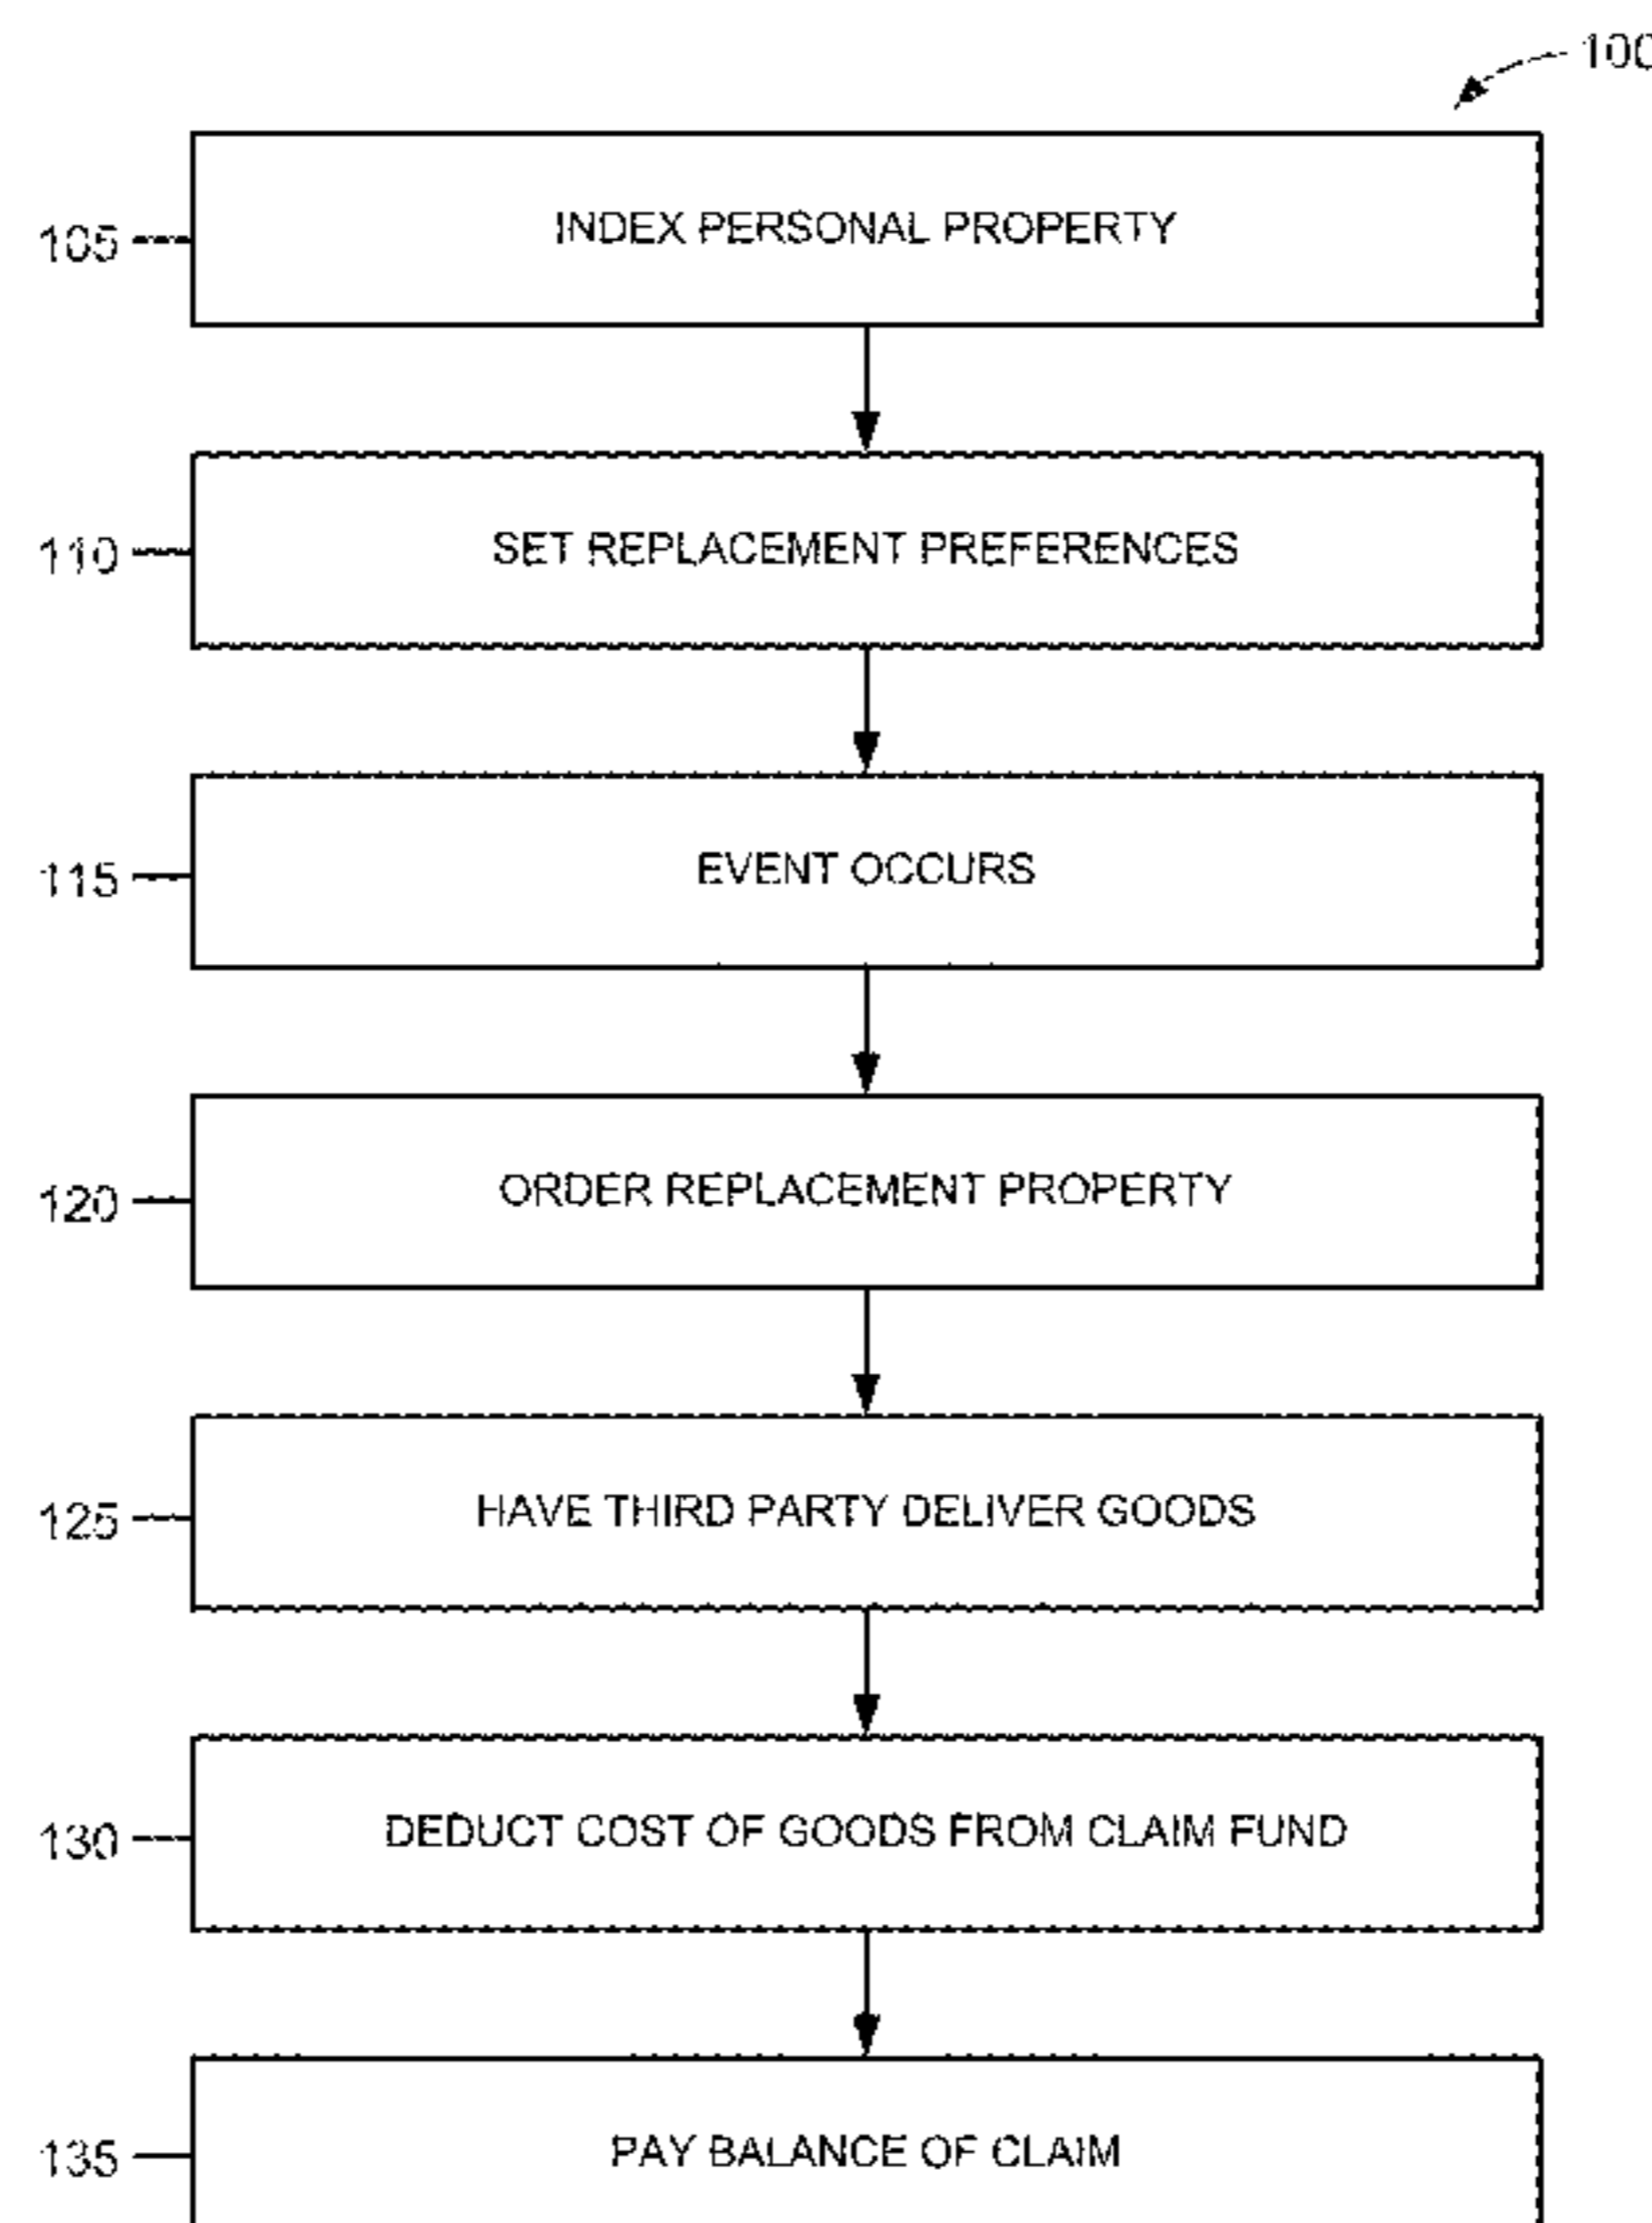 100
105
INDEX PERSONAL PROPERTY
110
SET REPLACEMENT PREFERENCES
115
EVENT OCCURS
120
ORDER REPLACEMENT PROPERTY
125
HAVE THIRD PARTY DELIVER GOODS
130
DEDUCT COST OF GOODS FROM CLAIM FUND
135
PAY BALANCE OF CLAIM